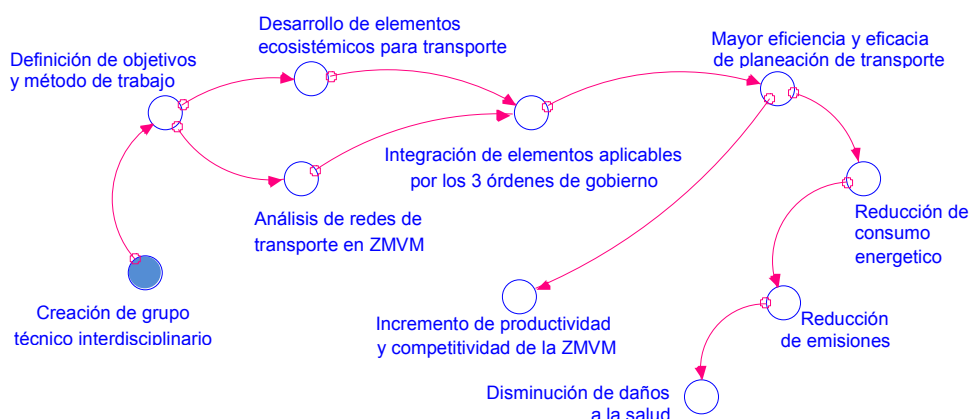 Desarrollo de elementos
ecosistémicos para transporte
Definición de objetivos
y método de trabajo
Mayor eficiencia y eficacia
de planeación de transporte
Integración de elementos aplicables
por los 3 órdenes de gobierno
Análisis de redes de
transporte en ZMVM
Reducción de
consumo
energetico
Creación de grupo
técnico interdisciplinario
Incremento de productividad
y competitividad de la ZMVM
Reducción
de emisiones
Disminución de daños
a la salud